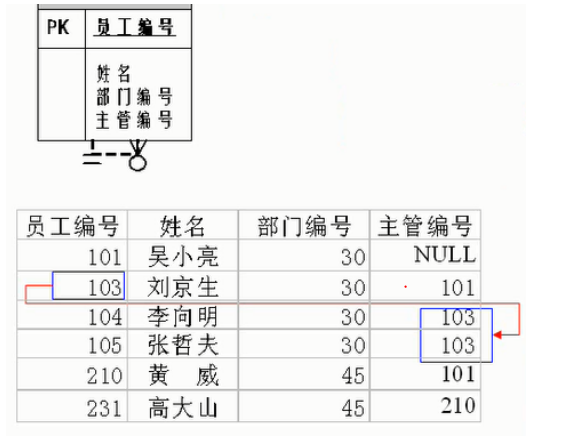 PK 员工编号
姓名
部门编号
主管编号
员工编号 姓名 部门编号 主管编号
101 吴小亮 30 NULL
103 刘京生 30 101
104 李向明 30 103
105 张哲夫 30 103
210 黄 威 45 101
231 高大山 45 210